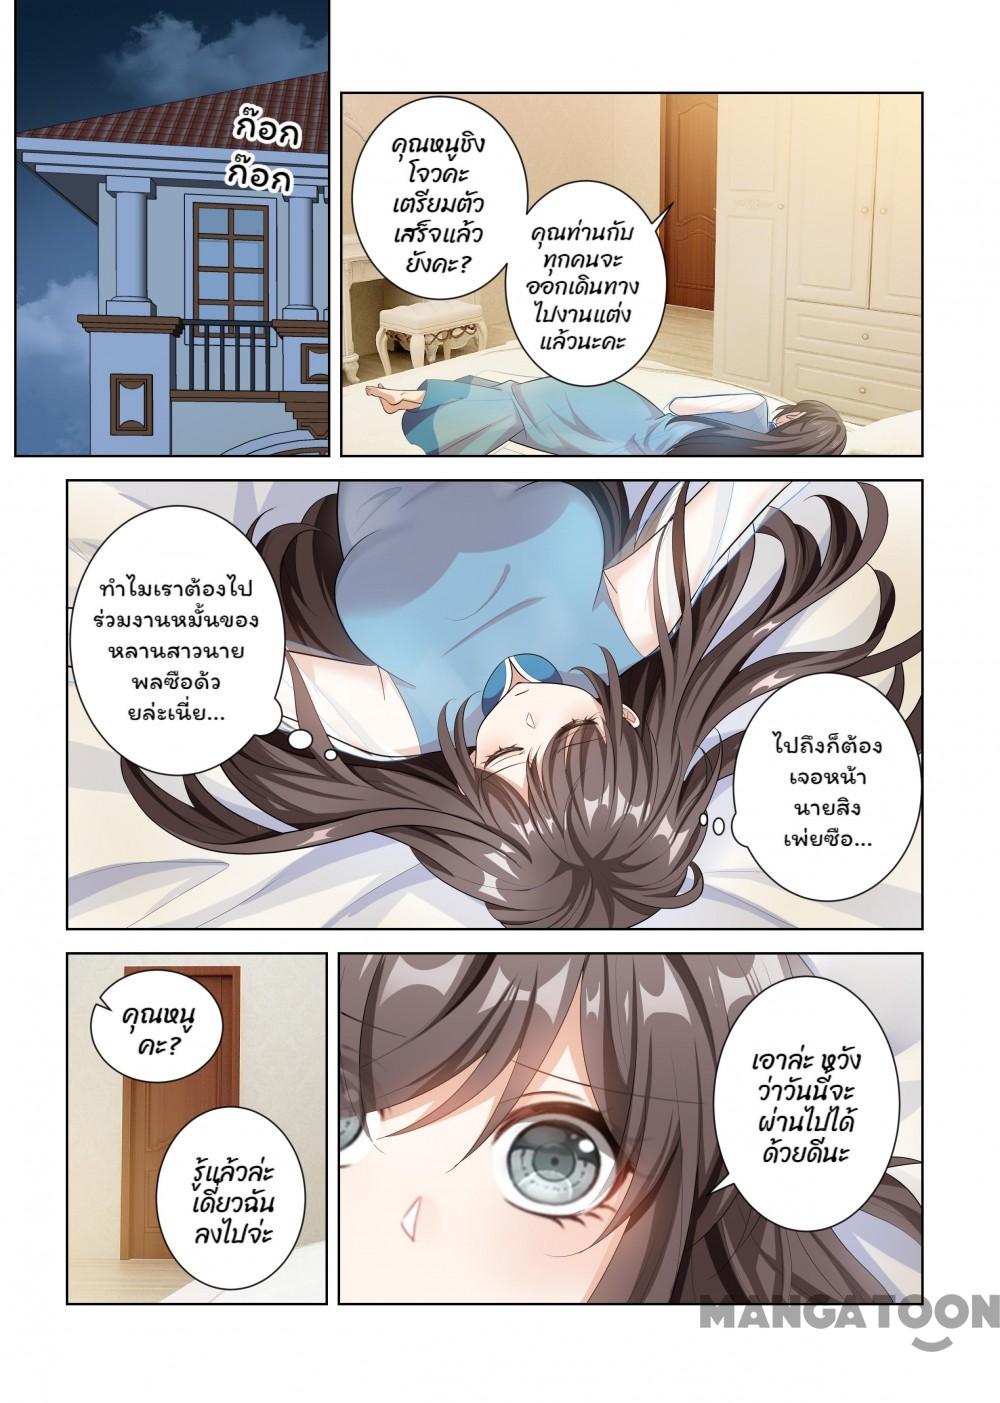 ก๊อก
ก๊อก
คุณหนูชิง
โจวคะ
เตรียมตัว
เสร็จแล้ว
ยังคะ?
คุณท่านกับ
ทุกคนจะ
ออกเดินทาง
ไปงานแต่ง
แล้วนะคะ
ทำไมเราต้องไป
ร่วมงานหมั้นของ
หลานสาวนาย
พลซือด้ว
ยล่ะเนี่ย...
ไปถึงก็ต้อง
เจอหน้า
นายสิง
เพ่ยซือ...
คุณหนู
คะ?
รู้แล้วล่ะ
เดี๋ยวฉัน
ลงไปจ่ะ
เอาล่ะ หวัง
ว่าวันนี้จะ
ผ่านไปได้
ด้วยดีนะ
MANGATOON